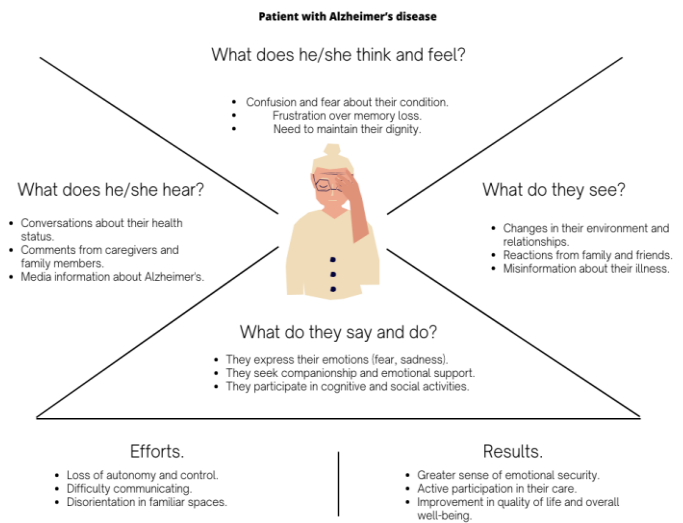 Patient with Alzheimer's disease
What does he/she think and feel?
• Confusion and fear about their condition.
• Frustration over memory loss.
• Need to maintain their dignity.
What does he/she hear?
• Conversations about their health
status.
• Comments from caregivers and
family members.
• Media information about Alzheimer's.
What do they see?
• Changes in their environment and
relationships.
• Reactions from family and friends.
• Misinformation about their illness.
What do they say and do?
• They express their emotions (fear, sadness).
• They seek companionship and emotional support.
• They participate in cognitive and social activities.
Efforts.
• Loss of autonomy and control.
• Difficulty communicating.
• Disorientation in familiar spaces.
Results.
• Greater sense of emotional security.
• Active participation in their care.
• Improvement in quality of life and overall
well-being.